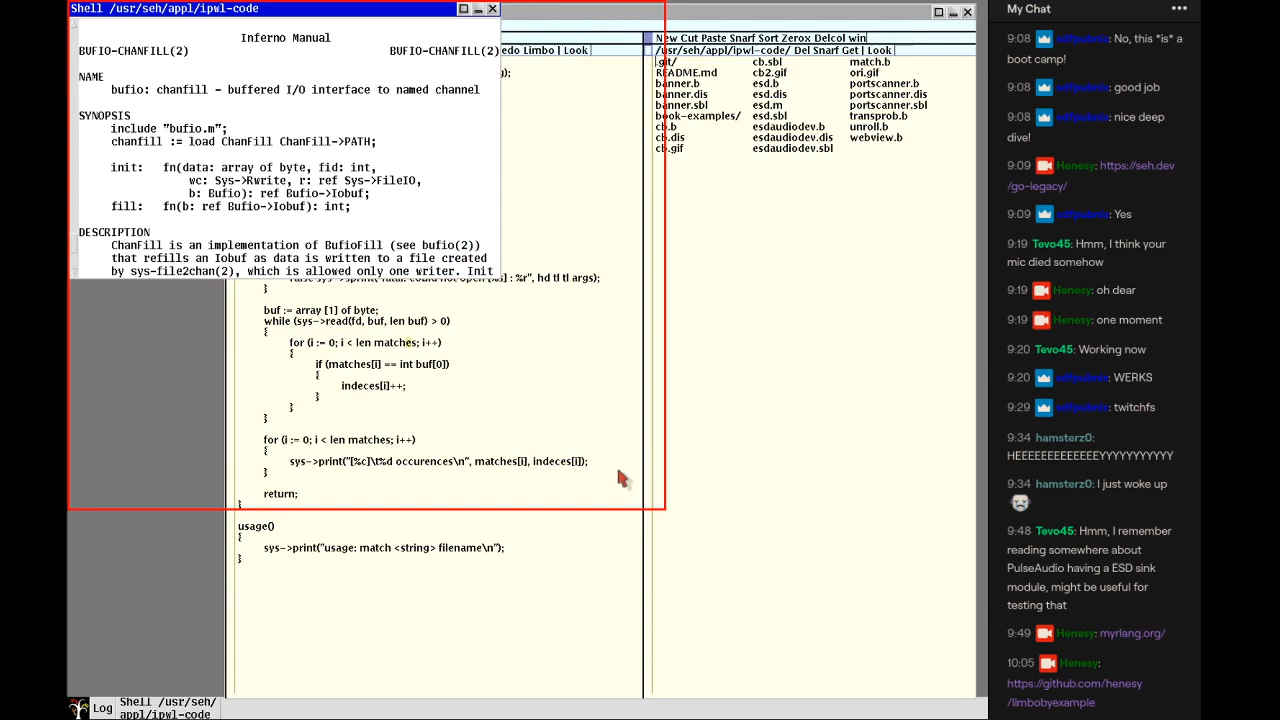 Shell /usr/seh/appl/ipwl-code
Inferno Manual
BUFIO-CHANFILL(2) BUFIO-CHANFILL(2)
NAME
bufio: chanfill - buffered I/O interface to named channel
SYNOPSIS
include "bufio.m";
chanfill := load ChanFill ChanFill->PATH;
init: fn(data: array of byte, fid: int,
wc: Sys->Rwrite, r: ref Sys->FileIO,
b: Bufio): ref Bufio->Iobuf;
fill: fn(b: ref Bufio->Iobuf): int;
DESCRIPTION
ChanFill is an implementation of BufioFill (see bufio(2))
that refills an Iobuf as data is written to a file created
by sys-file2chan(2), which is allowed only one writer. Init
edo Limbo | Look
);
hd tl tl args);
}
buf := array [1] of byte;
while (sys->read(fd, buf, len buf) > 0)
{
for (i := 0; i < len matches; i++)
{
if (matches[i] == int buf[0])
{
indeces[i]++;
}
}
}
for (i := 0; i < len matches; i++)
{
sys->print("[%c]\t%d occurences\n", matches[i], indeces[i]);
}
return;
}
usage()
{
sys->print("usage: match <string> filename\n");
}
New Cut Paste Snarf Sort Zerox Delcol win
/usr/seh/appl/ipwl-code/ Del Snarf Get | Look
.git/ cb.sbl match.b
README.md cb2.gif ori.gif
banner.b esd.b portscanner.b
banner.dis esd.dis portscanner.dis
banner.sbl esd.m portscanner.sbl
book-examples/ esd.sbl transprob.b
cb.b esdaudiodev.b unroll.b
cb.dis esdaudiodev.dis webview.b
cb.gif esdaudiodev.sbl
Log
Shell /usr/seh/
appl/ipwl-code
My Chat
9:08 sdfpubnix: No, this *is* a
boot camp!
9:08 sdfpubnix: good job
9:08 sdfpubnix: nice deep
dive!
9:09 Henesy: https://seh.dev
/go-legacy/
9:09 sdfpubnix: Yes
9:19 Tevo45: Hmm, I think your
mic died somehow
9:19 Henesy: oh dear
9:19 Henesy: one moment
9:20 Tevo45: Working now
9:20 sdfpubnix: WERKS
9:29 sdfpubnix: twitchfs
9:34 hamsterz0:
HEEEEEEEEEEEEYYYYYYYYYYY
9:34 hamsterz0: I just woke up
9:48 Tevo45: Hmm, I remember
reading somewhere about
PulseAudio having a ESD sink
module, might be useful for
testing that
9:49 Henesy: myrlang.org/
10:05 Henesy:
https://github.com/henesy
/limbobyexample